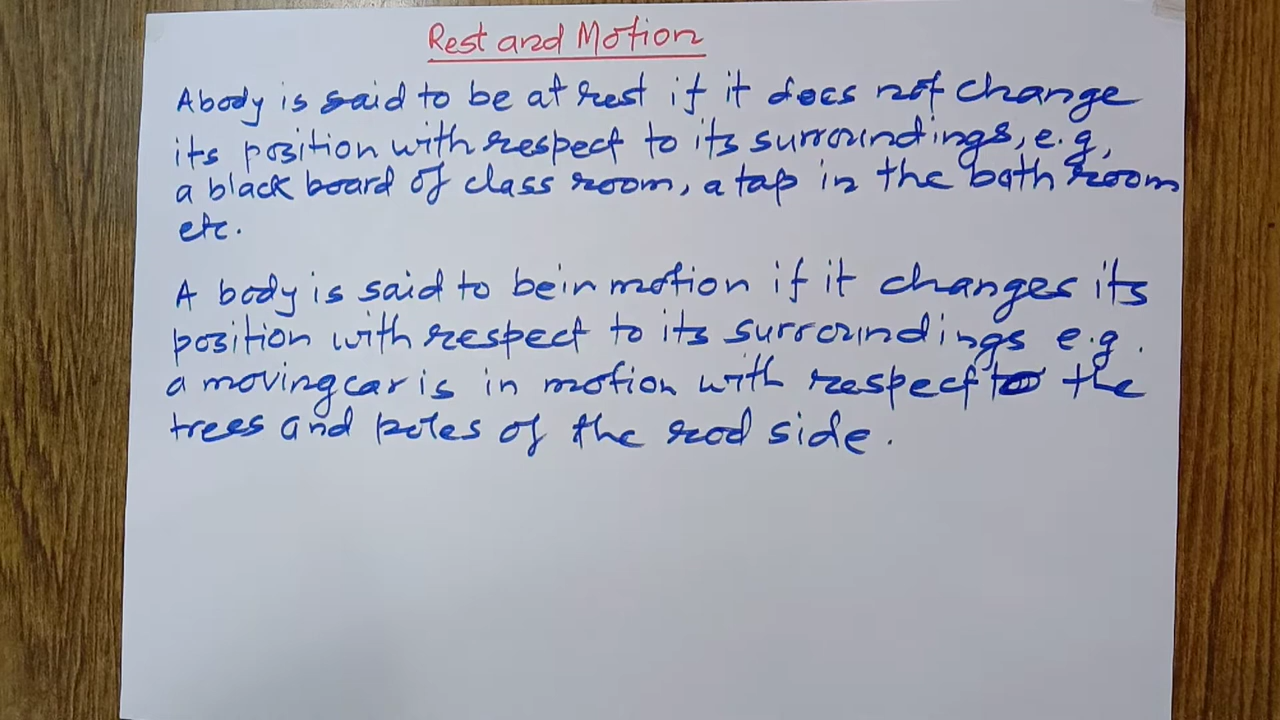 Rest and Motion
A body is said to be at rest if it does not change
its position with respect to its surroundings, e.g,
a black board of class room, a tap in the bath room
etc.
A body is said to be in motion if it changes its
position with respect to its surroundings e.g.
a moving car is in motion with respect to the
trees and poles of the rod side.